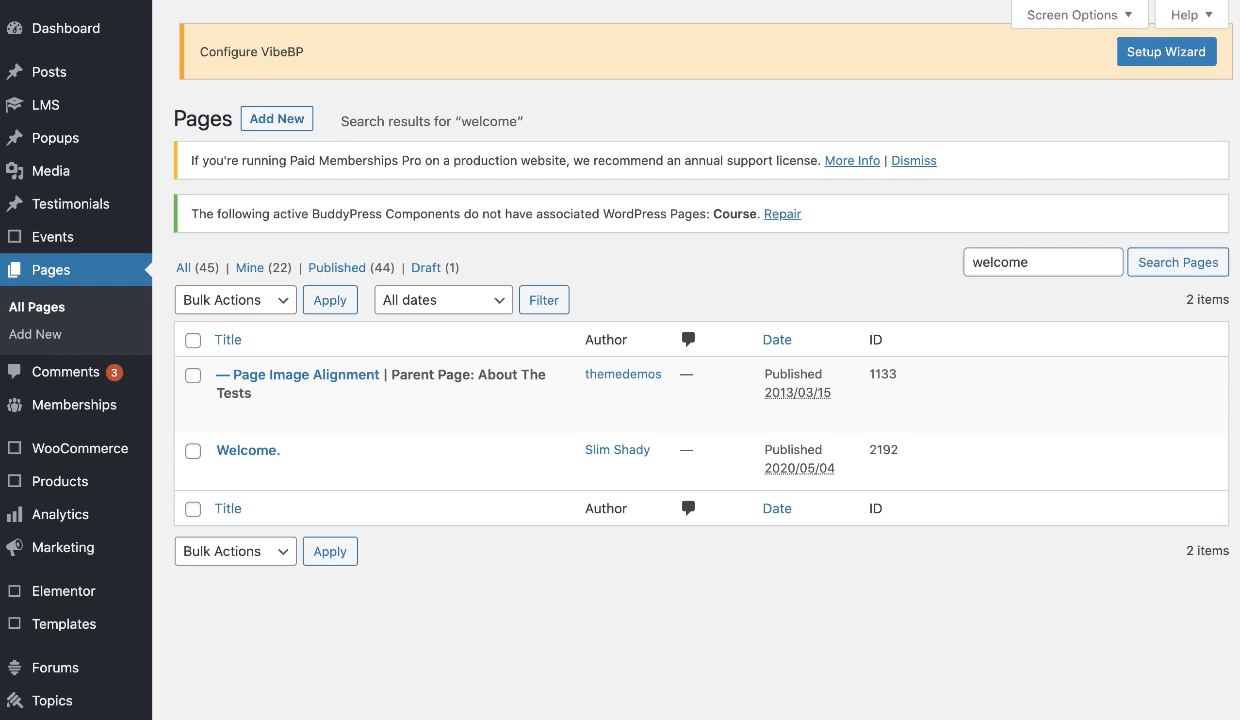 Dashboard
Posts
LMS
Popups
Media
Testimonials
Events
Pages
All Pages
Add New
Comments 3
Memberships
WooCommerce
Products
Analytics
Marketing
Elementor
Templates
Forums
Topics
Screen Options ▼ Help ▼
Configure VibeBP Setup Wizard
Pages Add New Search results for “welcome”
If you're running Paid Memberships Pro on a production website, we recommend an annual support license. More Info | Dismiss
The following active BuddyPress Components do not have associated WordPress Pages: Course. Repair
All (45) | Mine (22) | Published (44) | Draft (1)
welcome Search Pages
Bulk Actions Apply All dates Filter 2 items
Title Author Date ID
— Page Image Alignment | Parent Page: About The Tests themedemos — Published 2013/03/15 1133
Welcome. Slim Shady — Published 2020/05/04 2192
Title Author Date ID
Bulk Actions Apply 2 items